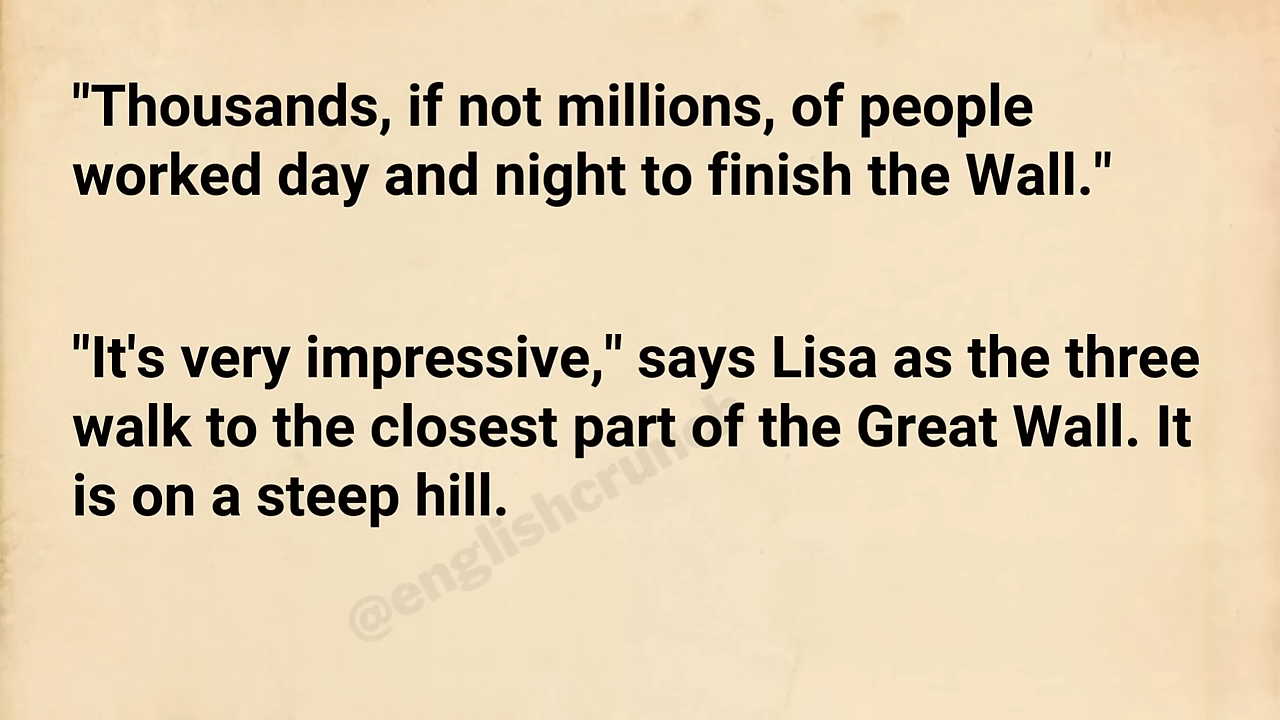 "Thousands, if not millions, of people
worked day and night to finish the Wall."
"It's very impressive," says Lisa as the three
walk to the closest part of the Great Wall. It
is on a steep hill.
@englishcrunch